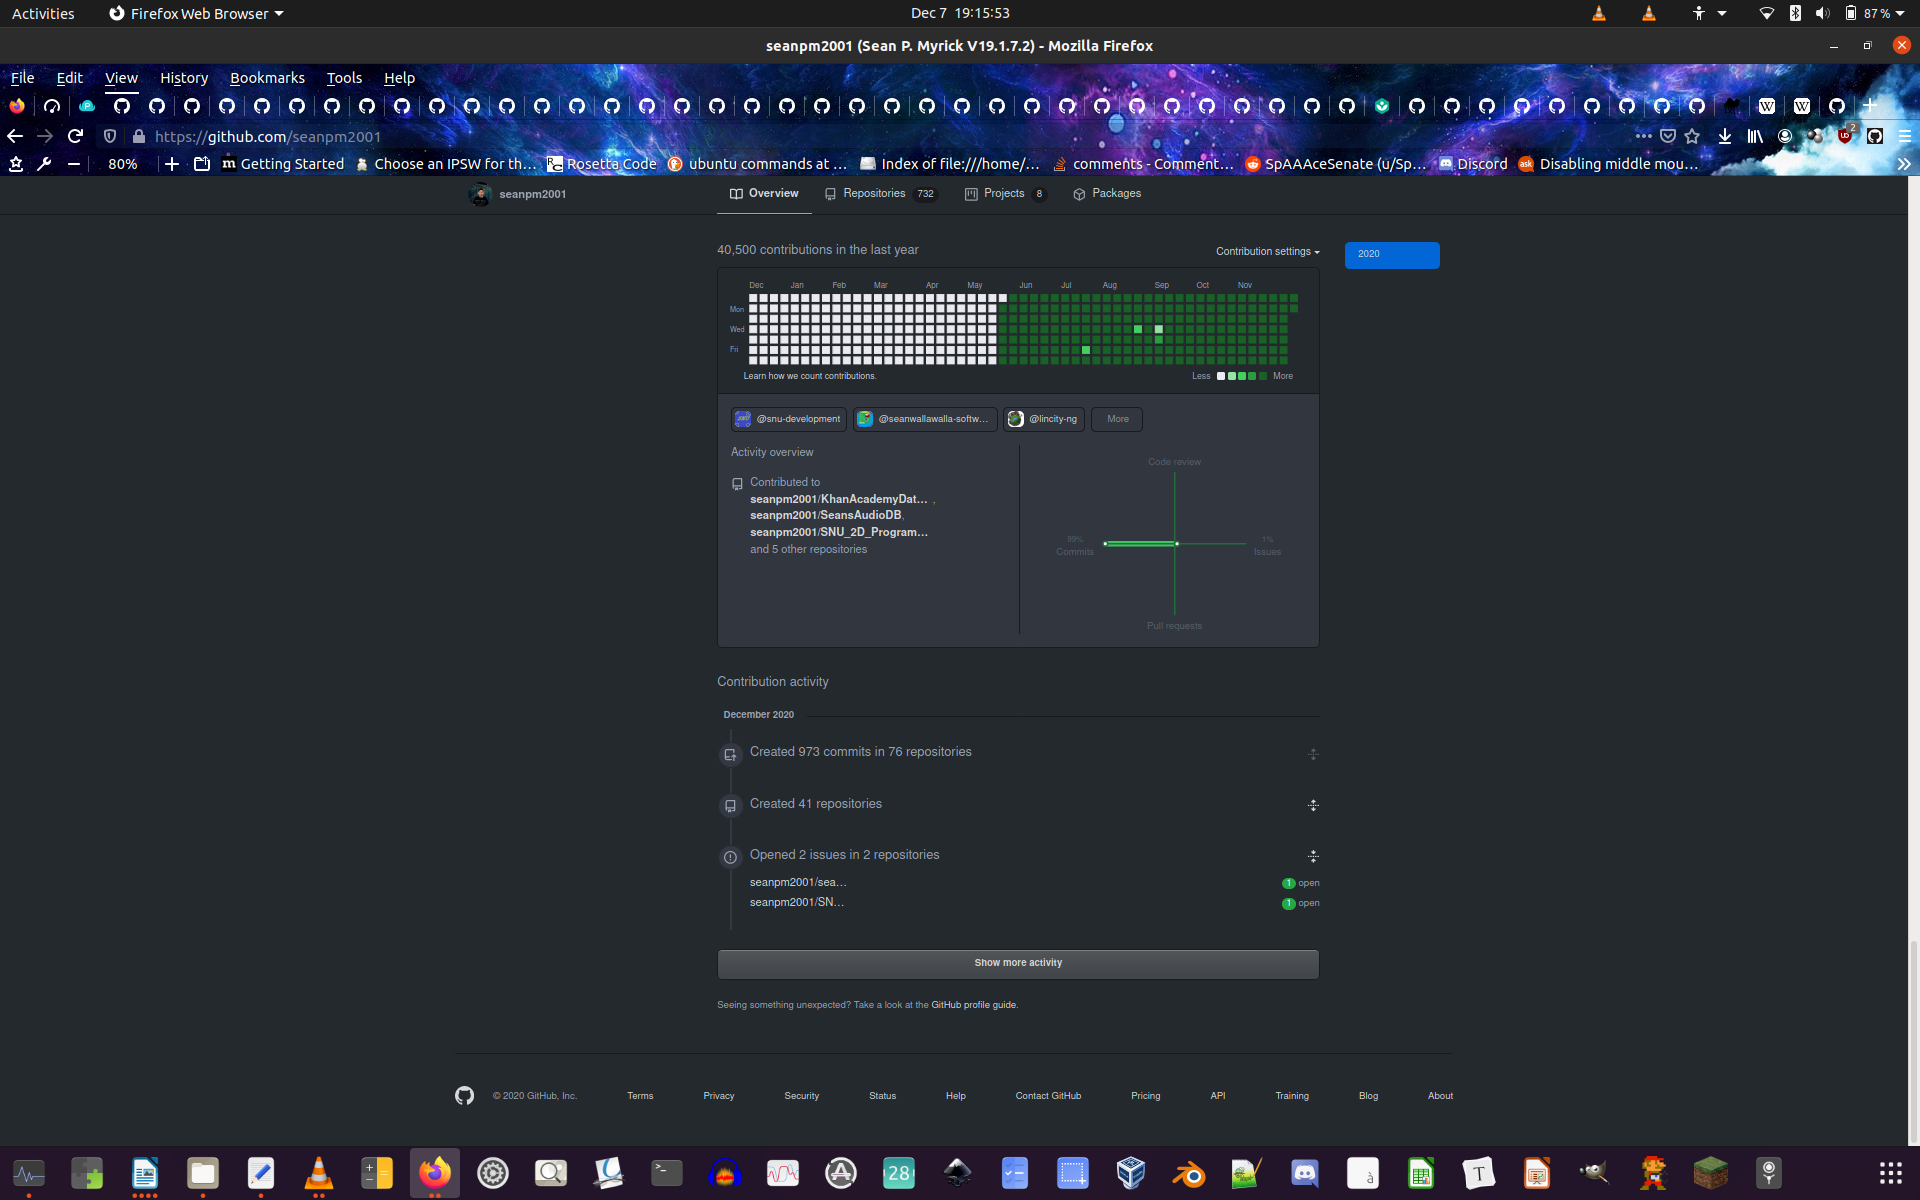 Activities
Firefox Web Browser
Dec 7 19:15:53
87 %
seanpm2001 (Sean P. Myrick V19.1.7.2) - Mozilla Firefox
File Edit View History Bookmarks Tools Help
https://github.com/seanpm2001
2
80%
Getting Started
Choose an IPSW for th…
Rosetta Code
ubuntu commands at …
Index of file:///home/…
comments - Comment…
SpAAAceSenate (u/Sp…
Discord
Disabling middle mou…
seanpm2001
Overview
Repositories 732
Projects 8
Packages
40,500 contributions in the last year
Contribution settings
2020
Dec Jan Feb Mar Apr May Jun Jul Aug Sep Oct Nov
Mon
Wed
Fri
Learn how we count contributions.
Less More
@snu-development
@seanwallawalla-softw…
@lincity-ng
More
Activity overview
Contributed to
seanpm2001/KhanAcademyDat… ,
seanpm2001/SeansAudioDB,
seanpm2001/SNU_2D_Program…
and 5 other repositories
Code review
99%
Commits
1%
Issues
Pull requests
Contribution activity
December 2020
Created 973 commits in 76 repositories
Created 41 repositories
Opened 2 issues in 2 repositories
seanpm2001/sea…
1 open
seanpm2001/SN…
1 open
Show more activity
Seeing something unexpected? Take a look at the GitHub profile guide.
© 2020 GitHub, Inc.
Terms
Privacy
Security
Status
Help
Contact GitHub
Pricing
API
Training
Blog
About
28